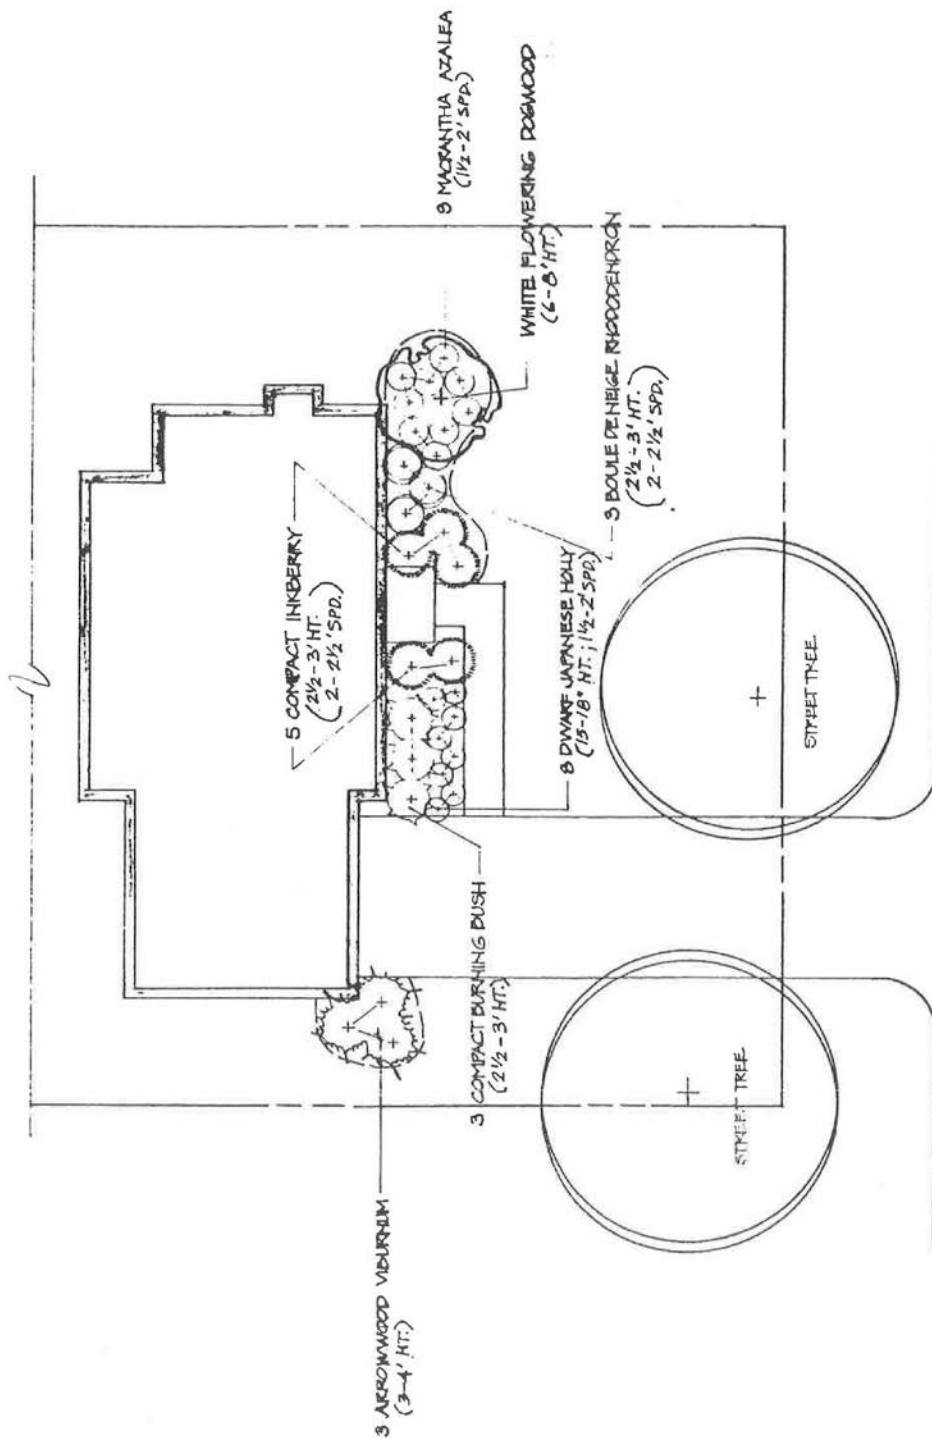 5 COMPACT INKBERRY
(2½-3' HT.
2-2½' SPD.)
3 ARROWWOOD VIBURNUM
(3-4' HT.)
9 MACRANTHA AZALEA
(1½-2' SPD.)
3 COMPACT BURNING BUSH
(2½-3' HT.)
WHITE FLOWERING DOGWOOD
(6-8' HT.)
8 DWARF JAPANESE HOLLY
(15-18" HT.; 1½-2' SPD.)
3 BOULE DE NEIGE RHODODENDRON
(2½-3' HT.
2-2½' SPD.)
STREET TREE
STREET TREE